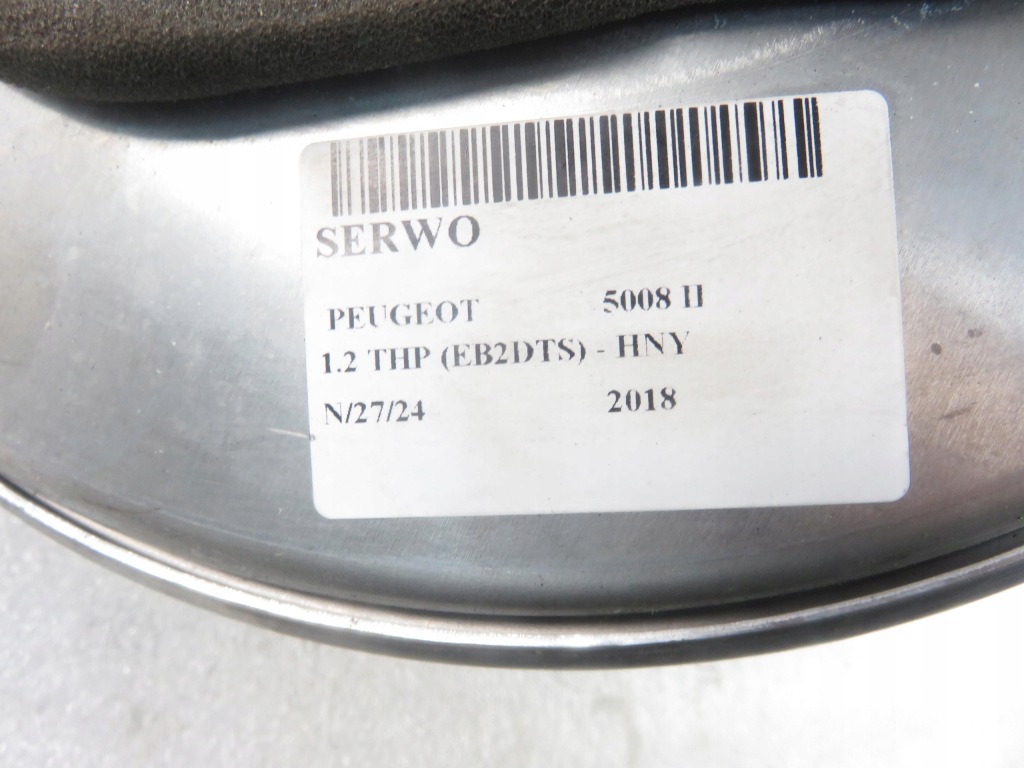 SERWO
PEUGEOT 5008 II
1.2 THP (EB2DTS) - HNY
N/27/24 2018